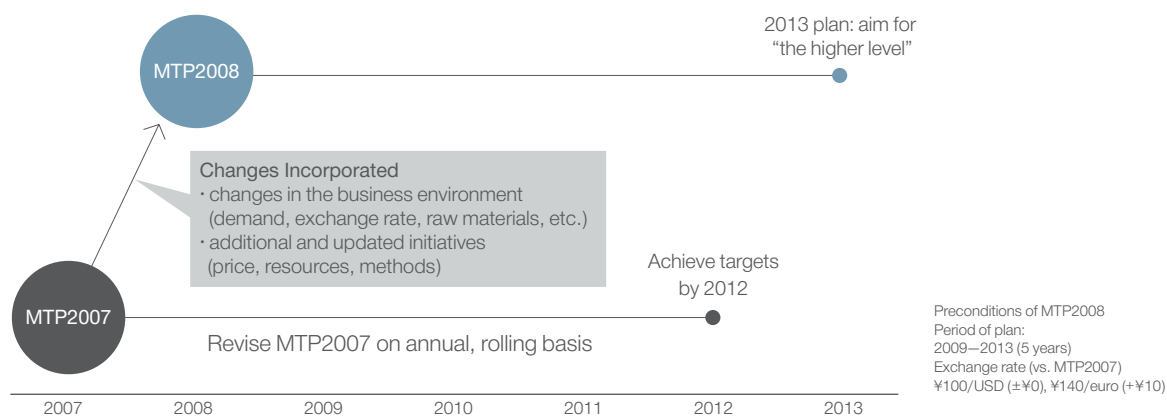 2013 plan: aim for
“the higher level”
MTP2008
Changes Incorporated
・changes in the business environment
(demand, exchange rate, raw materials, etc.)
・additional and updated initiatives
(price, resources, methods)
Achieve targets
by 2012
MTP2007
Revise MTP2007 on annual, rolling basis
Preconditions of MTP2008
Period of plan:
2009—2013 (5 years)
Exchange rate (vs. MTP2007)
¥100/USD (±¥0), ¥140/euro (+¥10)
2007 2008 2009 2010 2011 2012 2013